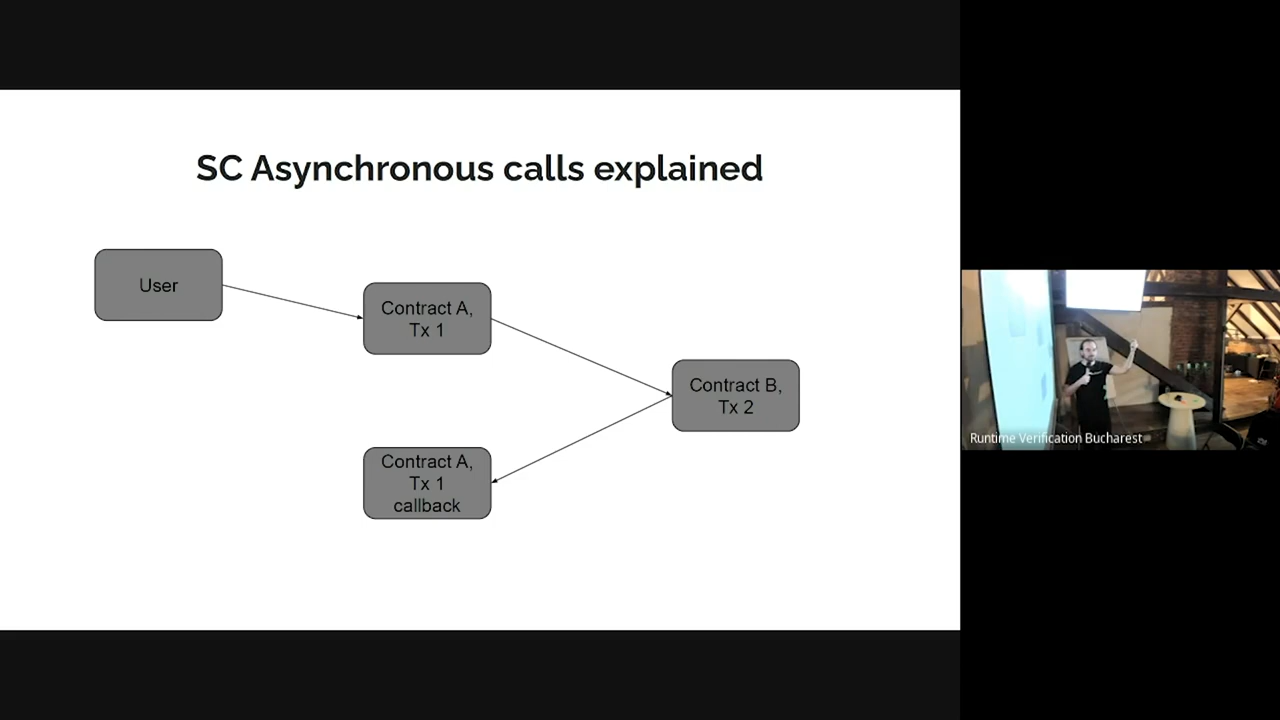 SC Asynchronous calls explained
User
Contract A,
Tx 1
Contract B,
Tx 2
Contract A,
Tx 1
callback
Runtime Verification Bucharest